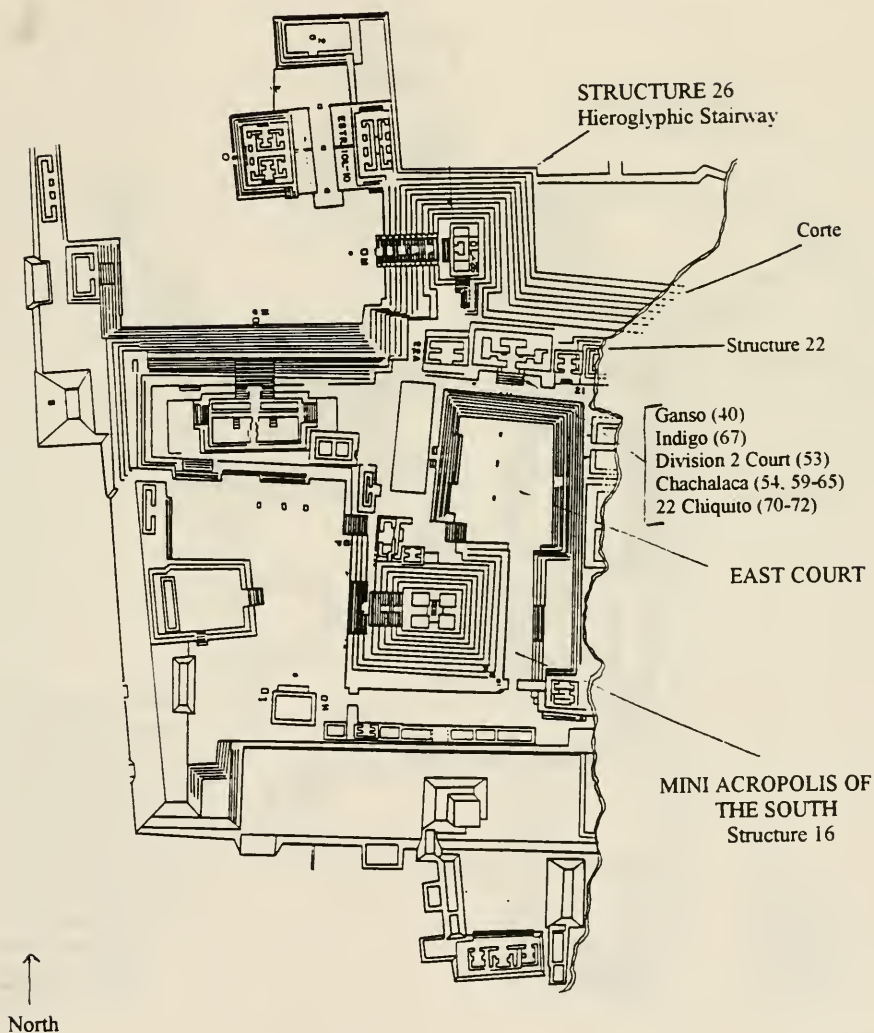 STRUCTURE 26
Hieroglyphic Stairway
Corte
Structure 22
Ganso (40)
Indigo (67)
Division 2 Court (53)
Chachalaca (54, 59-65)
22 Chiquito (70-72)
EAST COURT
MINI ACROPOLIS OF
THE SOUTH
Structure 16
North